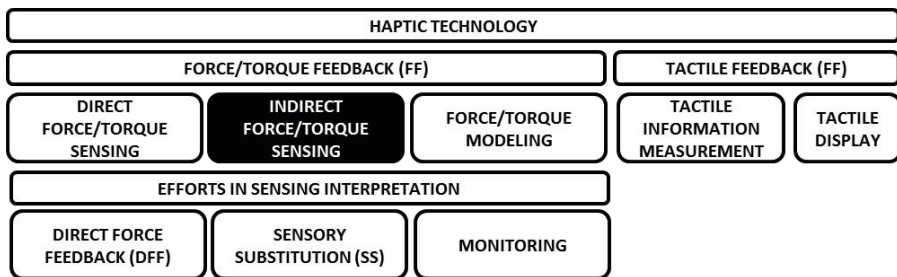 HAPTIC TECHNOLOGY
FORCE/TORQUE FEEDBACK (FF)
TACTILE FEEDBACK (FF)
DIRECT
FORCE/TORQUE
SENSING
INDIRECT
FORCE/TORQUE
SENSING
FORCE/TORQUE
MODELING
TACTILE
INFORMATION
MEASUREMENT
TACTILE
DISPLAY
EFFORTS IN SENSING INTERPRETATION
DIRECT FORCE
FEEDBACK (DFF)
SENSORY
SUBSTITUTION (SS)
MONITORING